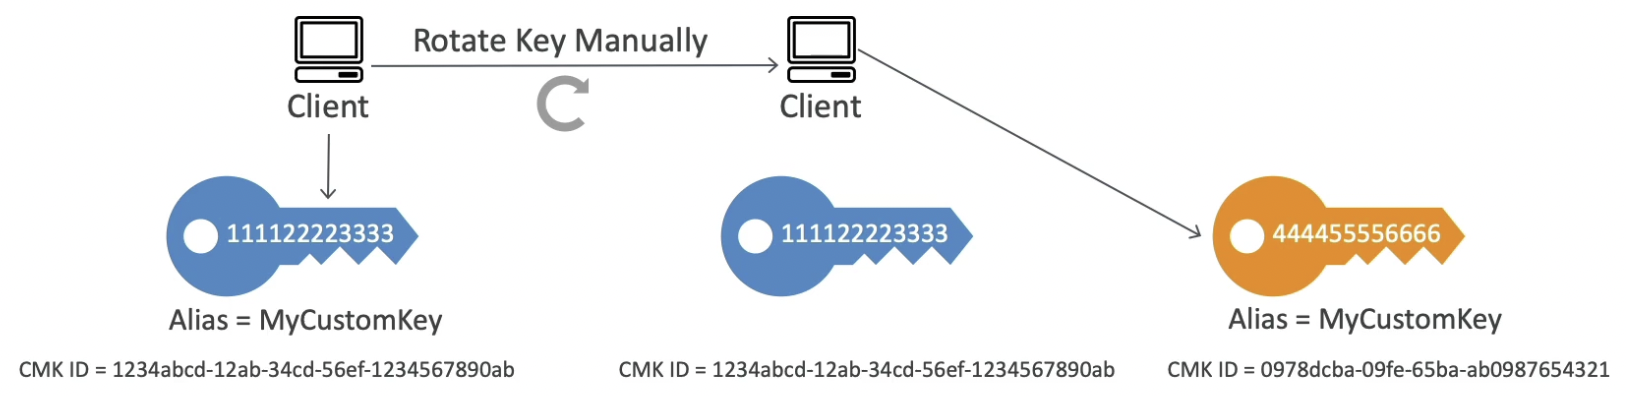 Rotate Key Manually
Client
Client
111122223333
111122223333
444455556666
Alias = MyCustomKey
Alias = MyCustomKey
CMK ID = 1234abcd-12ab-34cd-56ef-1234567890ab
CMK ID = 1234abcd-12ab-34cd-56ef-1234567890ab
CMK ID = 0978dcba-09fe-65ba-ab0987654321